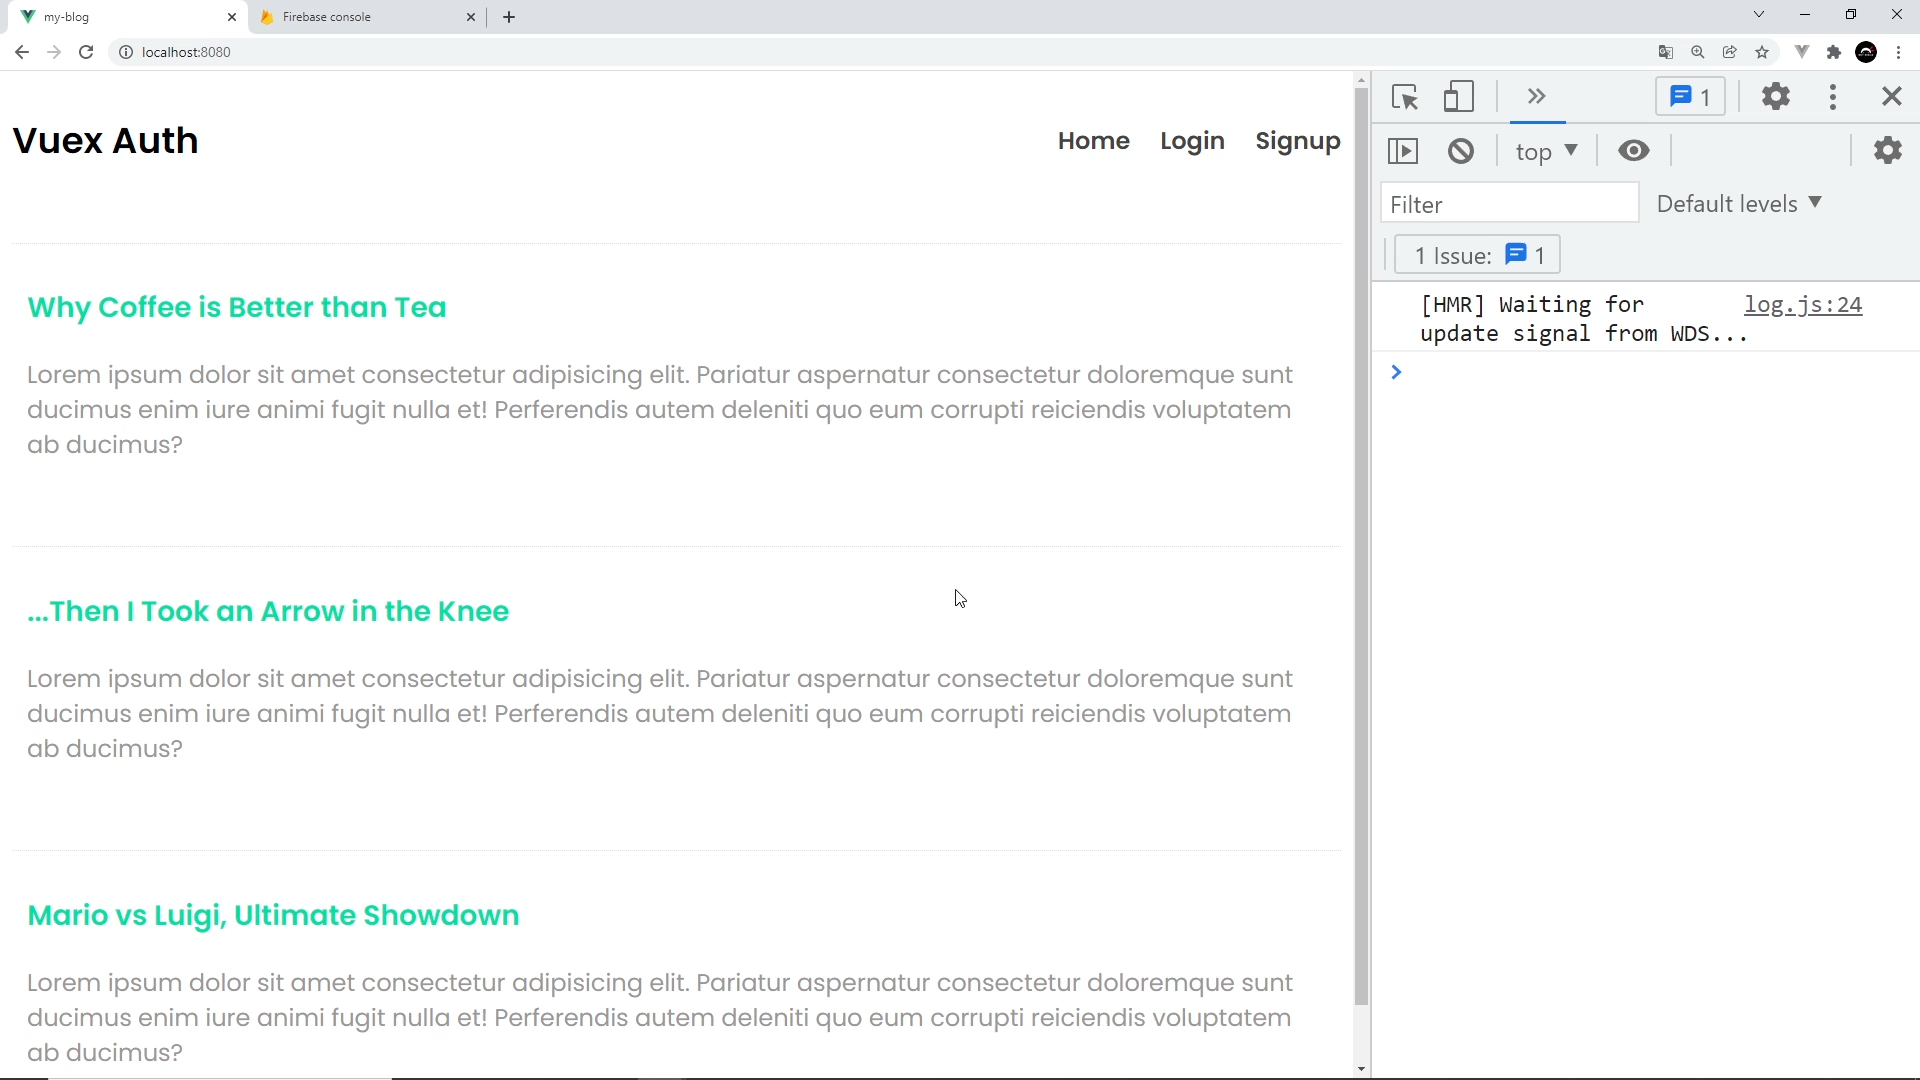 my-blog
Firebase console
localhost:8080
Vuex Auth
Home Login Signup
Why Coffee is Better than Tea
Lorem ipsum dolor sit amet consectetur adipisicing elit. Pariatur aspernatur consectetur doloremque sunt
ducimus enim iure animi fugit nulla et! Perferendis autem deleniti quo eum corrupti reiciendis voluptatem
ab ducimus?
...Then I Took an Arrow in the Knee
Lorem ipsum dolor sit amet consectetur adipisicing elit. Pariatur aspernatur consectetur doloremque sunt
ducimus enim iure animi fugit nulla et! Perferendis autem deleniti quo eum corrupti reiciendis voluptatem
ab ducimus?
Mario vs Luigi, Ultimate Showdown
Lorem ipsum dolor sit amet consectetur adipisicing elit. Pariatur aspernatur consectetur doloremque sunt
ducimus enim iure animi fugit nulla et! Perferendis autem deleniti quo eum corrupti reiciendis voluptatem
ab ducimus?
1
top
Filter
Default levels
1 Issue: 1
[HMR] Waiting for log.js:24
update signal from WDS...